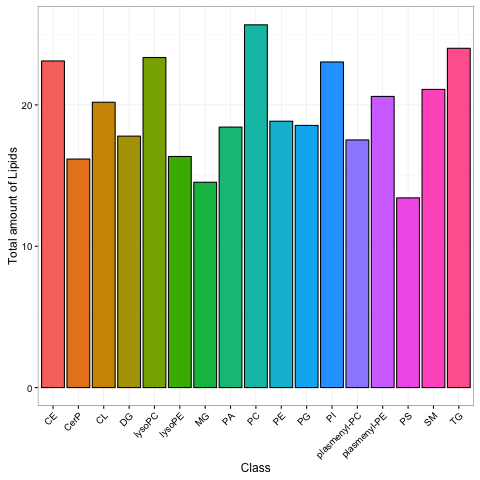 Total amount of Lipids
20
10
0
CE
CerP
CL
DG
lysoPC
lysoPE
MG
PA
PC
PE
PG
PI
plasmenyl-PC
plasmenyl-PE
PS
SM
TG
Class